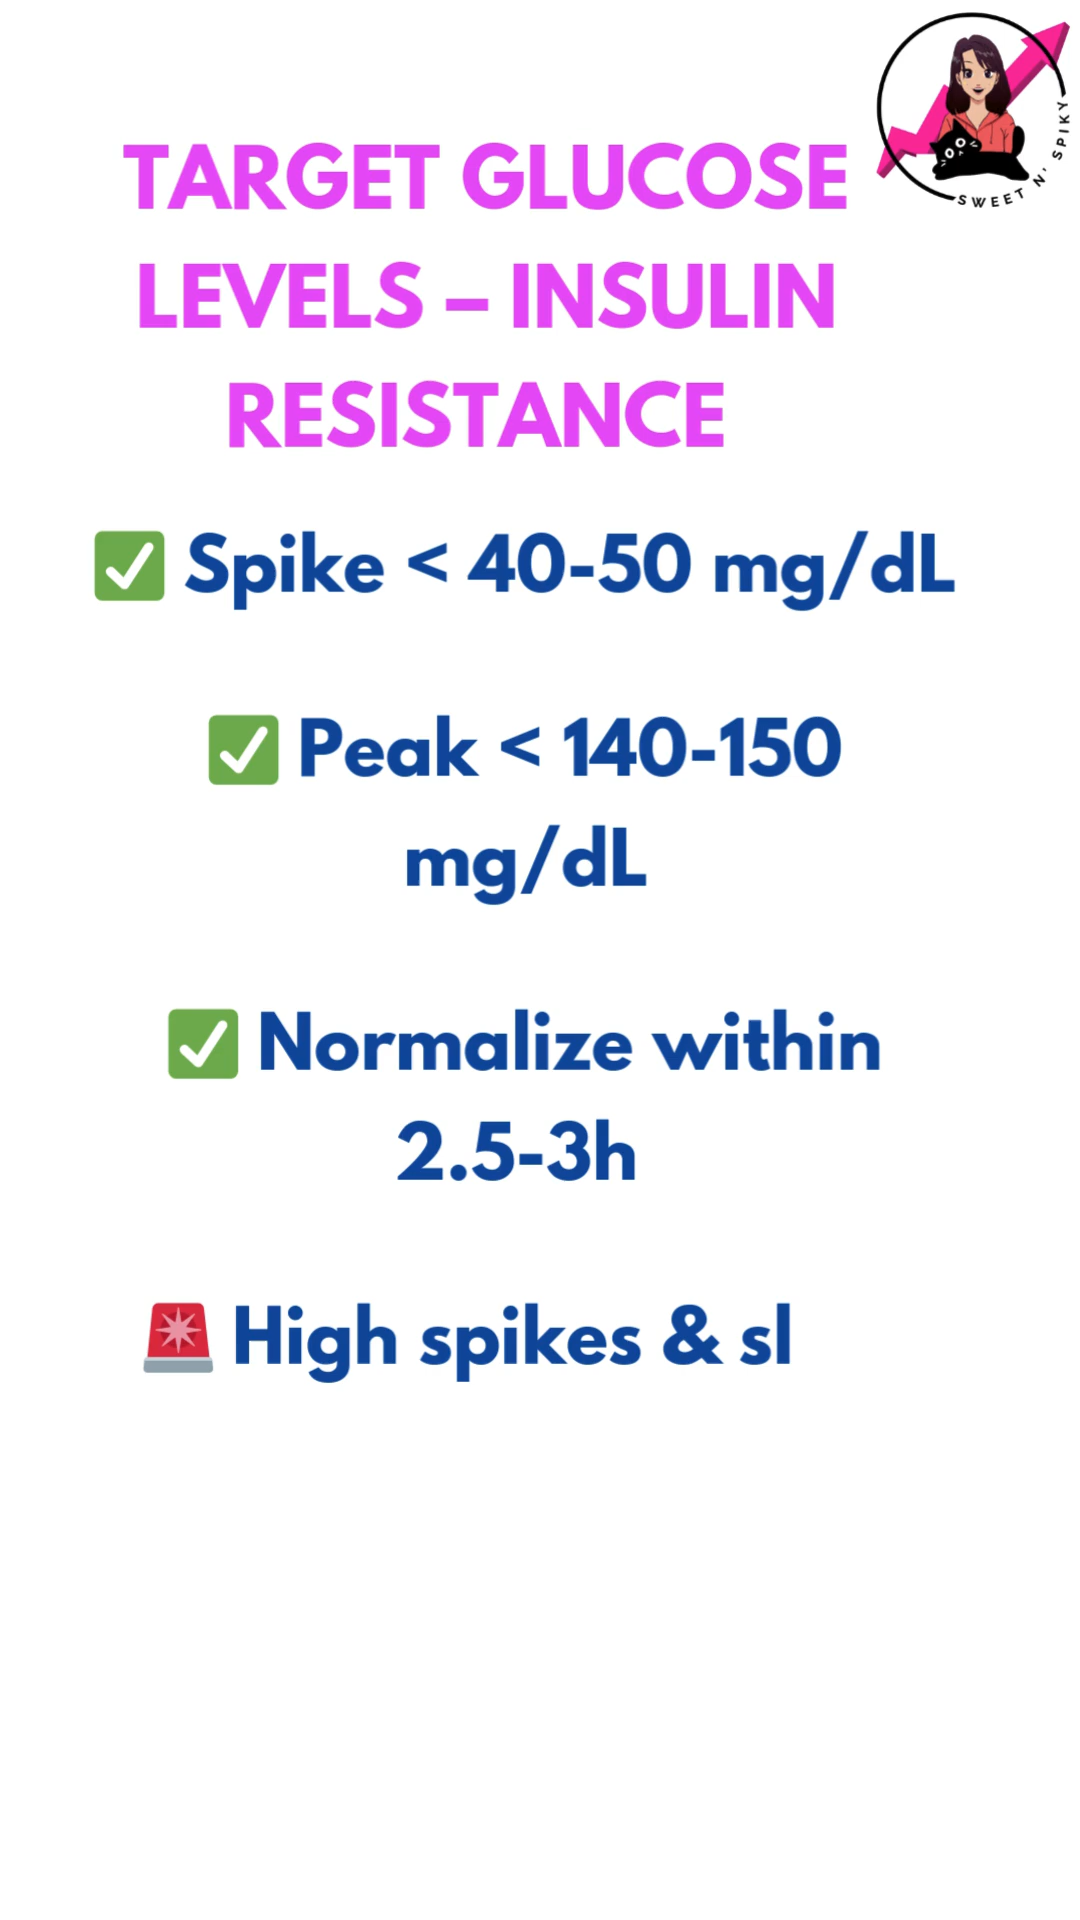 SWEET N' SPIKY
TARGET GLUCOSE
LEVELS – INSULIN
RESISTANCE
✅ Spike < 40-50 mg/dL
✅ Peak < 140-150
mg/dL
✅ Normalize within
2.5-3h
🚨 High spikes & sl